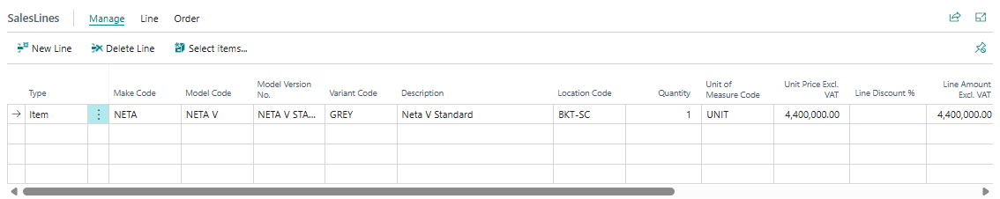 SalesLines Manage Line Order
New Line Delete Line Select items...
Type Make Code Model Code Model Version No. Variant Code Description Location Code Quantity Unit of Measure Code Unit Price Excl. VAT Line Discount % Line Amount Excl. VAT
Item NETA NETA V NETA V STA... GREY Neta V Standard BKT-SC 1 UNIT 4,400,000.00 4,400,000.00